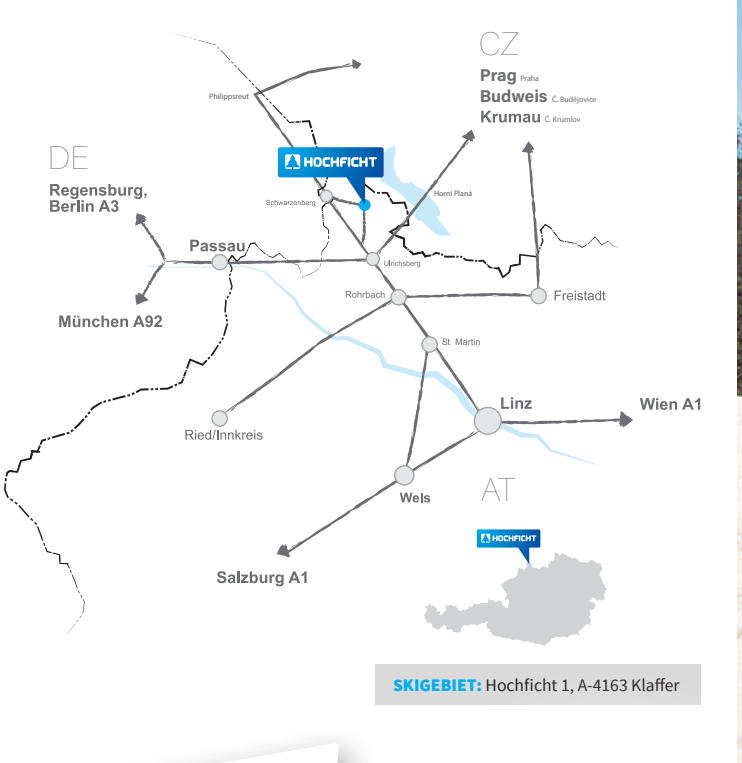 CZ
Prag Praha
Budweis Č. Budějovice
Krumau Č. Krumlov
Philippsreut
DE
HOCHFICHT
Regensburg,
Berlin A3
Schwarzenberg
Horní Planá
Passau
Ulrichsberg
Rohrbach
Freistadt
München A92
St Martin
Linz
Wien A1
Ried/Innkreis
Wels
AT
HOCHFICHT
Salzburg A1
SKIGEBIET: Hochficht 1, A-4163 Klaffer